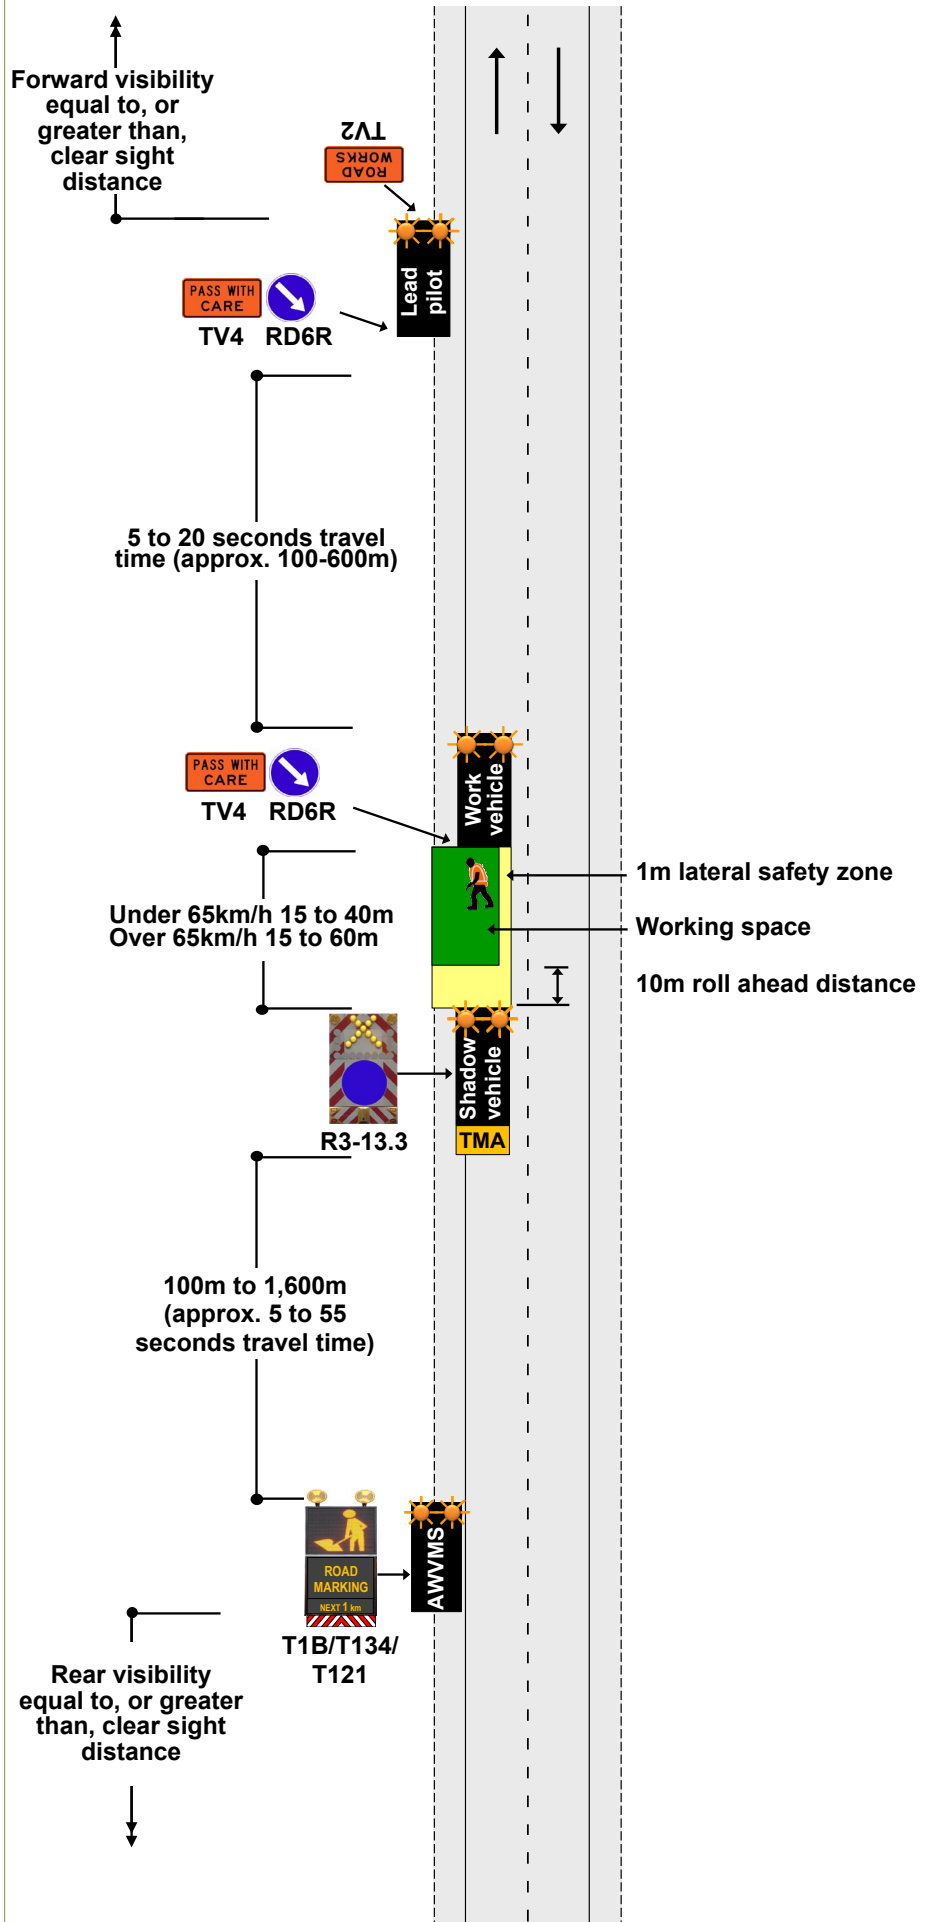 Forward visibility
equal to, or
greater than,
clear sight
distance
TV2
ROAD
WORKS
Lead
pilot
PASS WITH
CARE
TV4 RD6R
5 to 20 seconds travel
time (approx. 100-600m)
Work
vehicle
PASS WITH
CARE
TV4 RD6R
1m lateral safety zone
Under 65km/h 15 to 40m
Over 65km/h 15 to 60m
Working space
10m roll ahead distance
Shadow
vehicle
TMA
R3-13.3
100m to 1,600m
(approx. 5 to 55
seconds travel time)
AWVMS
ROAD
MARKING
NEXT 1 km
T1B/T134/
T121
Rear visibility
equal to, or greater
than, clear sight
distance